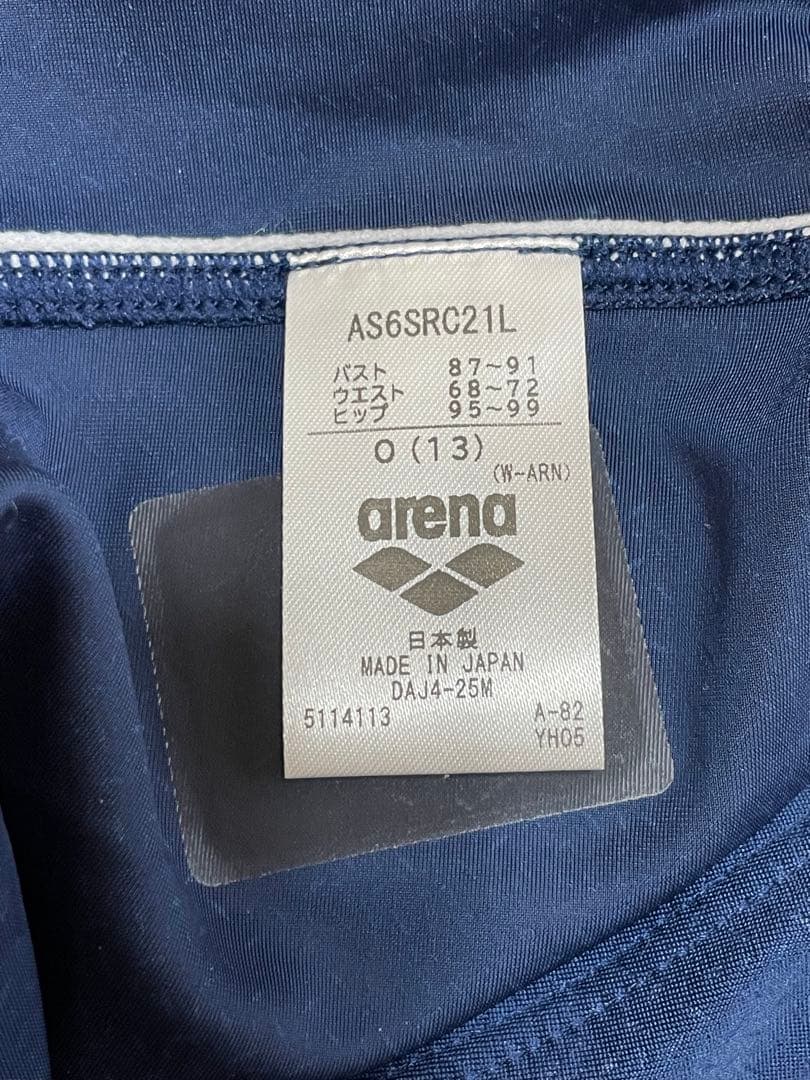 AS6SRC21L
バスト 87~91
ウエスト 68~72
ヒップ 95~99
O(13)
(W-ARN)
arena
日本製
MADE IN JAPAN
DAJ4-25M
5114113 A-82
YH05